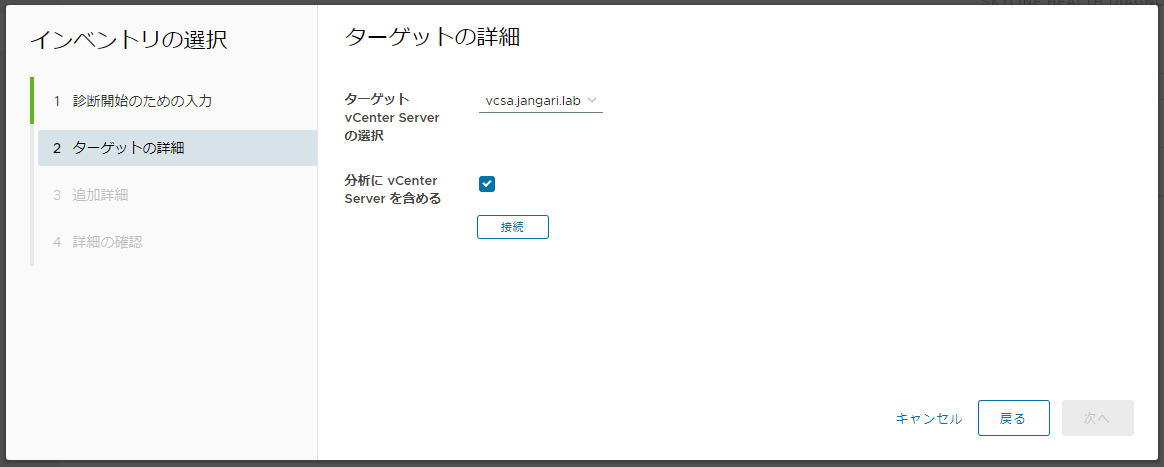 インベントリの選択
1 診断開始のための入力
2 ターゲットの詳細
3 追加詳細
4 詳細の確認
ターゲットの詳細
ターゲット
vCenter Server
の選択
vcsa.jangari.lab
分析に vCenter
Server を含める
接続
キャンセル
戻る
次へ